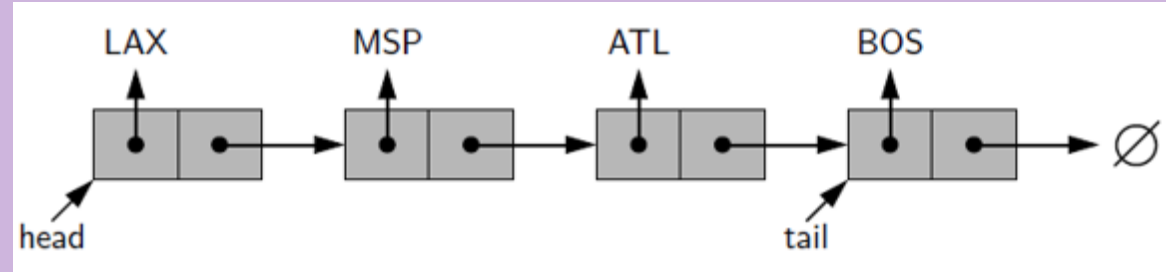 LAX MSP ATL BOS
∅
head tail